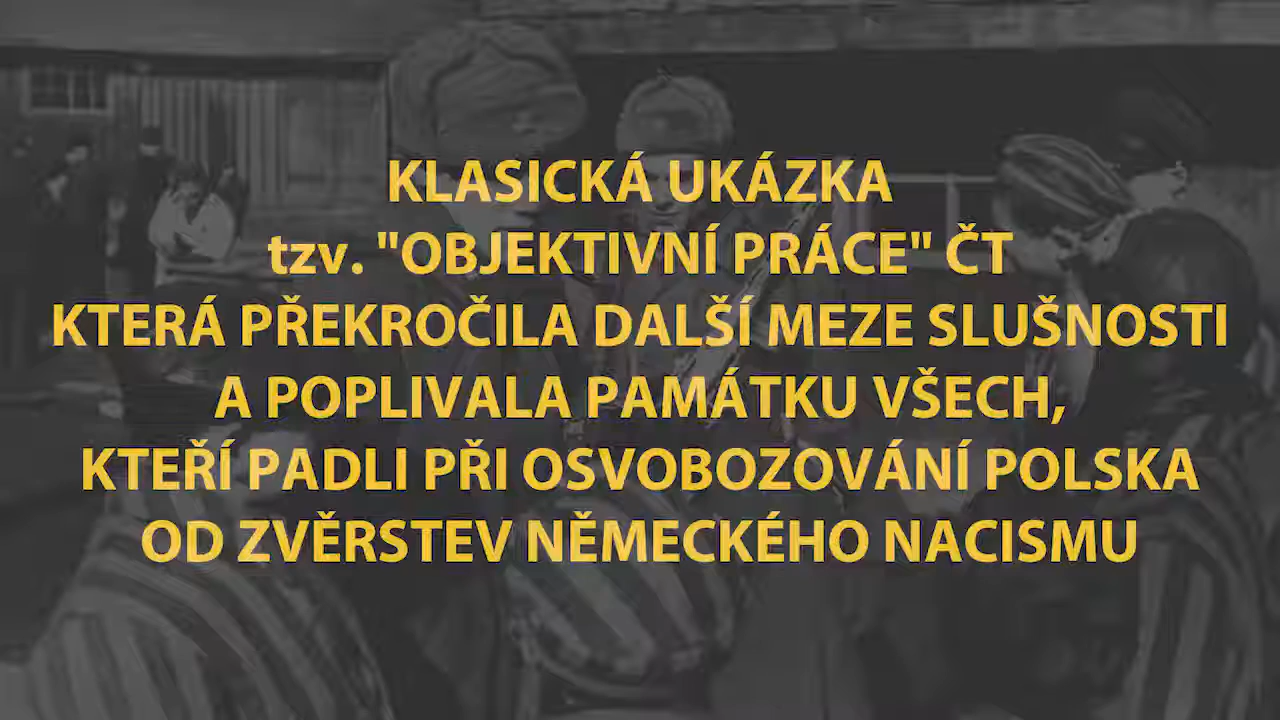 KLASICKÁ UKÁZKA
tzv. "OBJEKTIVNÍ PRÁCE" ČT
KTERÁ PŘEKROČILA DALŠÍ MEZE SLUŠNOSTI
A POPLIVALA PAMÁTKU VŠECH,
KTEŘÍ PADLI PŘI OSVOBOZOVÁNÍ POLSKA
OD ZVĚRSTEV NĚMECKÉHO NACISMU